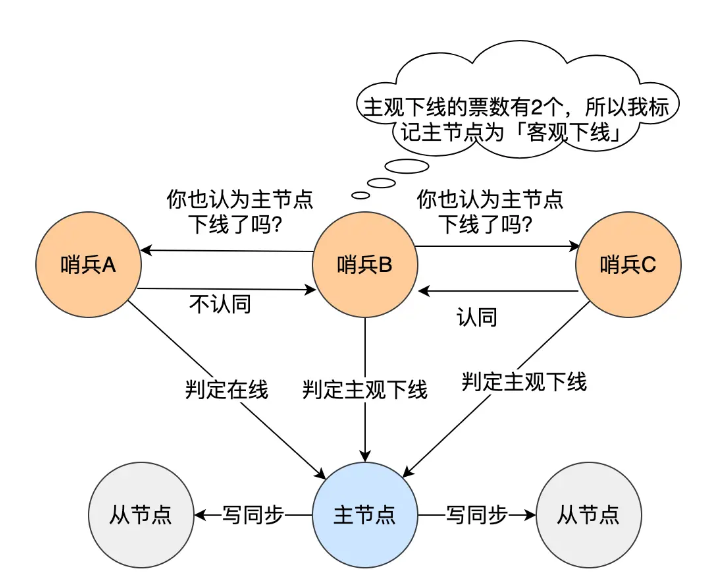 主观下线的票数有2个，所以我标
记主节点为「客观下线」
你也认为主节点
下线了吗？
你也认为主节点
下线了吗？
哨兵A
哨兵B
哨兵C
不认同
认同
判定在线
判定主观下线
判定主观下线
从节点
写同步
主节点
写同步
从节点